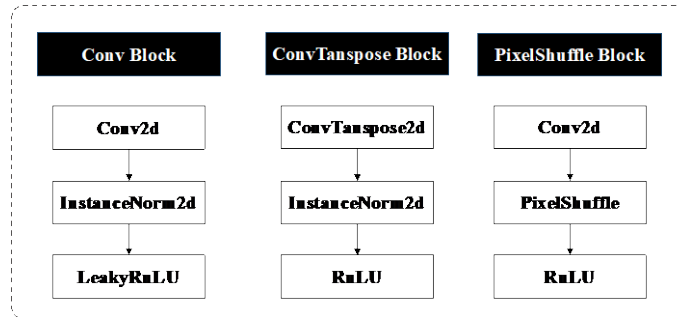 Conv Block
ConvTanspose Block
PixelShuffle Block
Conv2d
ConvTanspose2d
Conv2d
InstanceNorm2d
InstanceNorm2d
PixelShuffle
LeakyRuLU
RuLU
RuLU